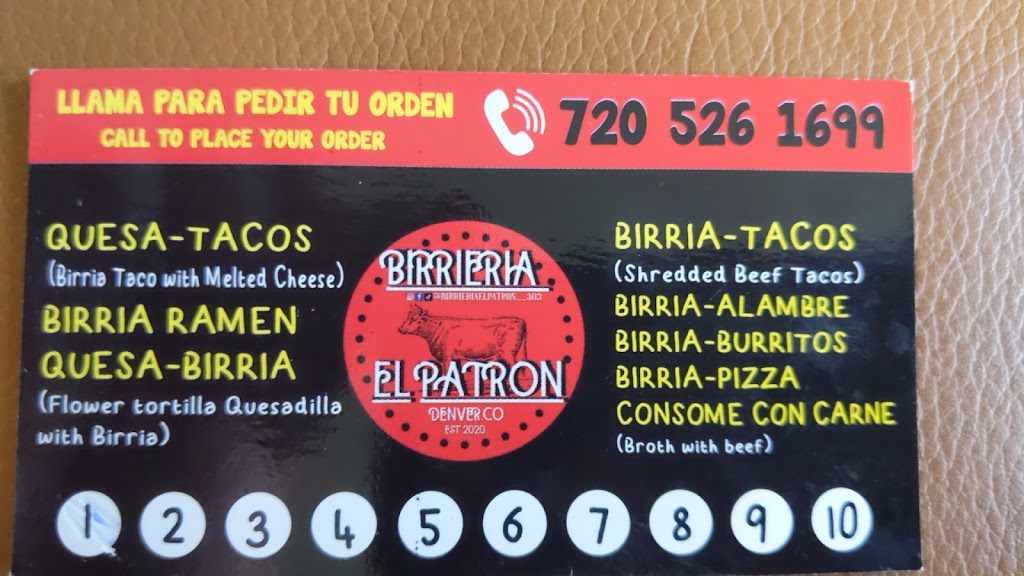 LLAMA PARA PEDIR TU ORDEN
CALL TO PLACE YOUR ORDER
720 526 1699
QUESA-TACOS
(Birria Taco with Melted Cheese)
BIRRIA RAMEN
QUESA-BIRRIA
(Flower tortilla Quesadilla
with Birria)
BIRRIERIA
@BIRRIERIAELPATRON__303
EL PATRON
DENVER CO
EST 2020
BIRRIA-TACOS
(Shredded Beef Tacos)
BIRRIA-ALAMBRE
BIRRIA-BURRITOS
BIRRIA-PIZZA
CONSOME CON CARNE
(Broth with beef)
1 2 3 4 5 6 7 8 9 10